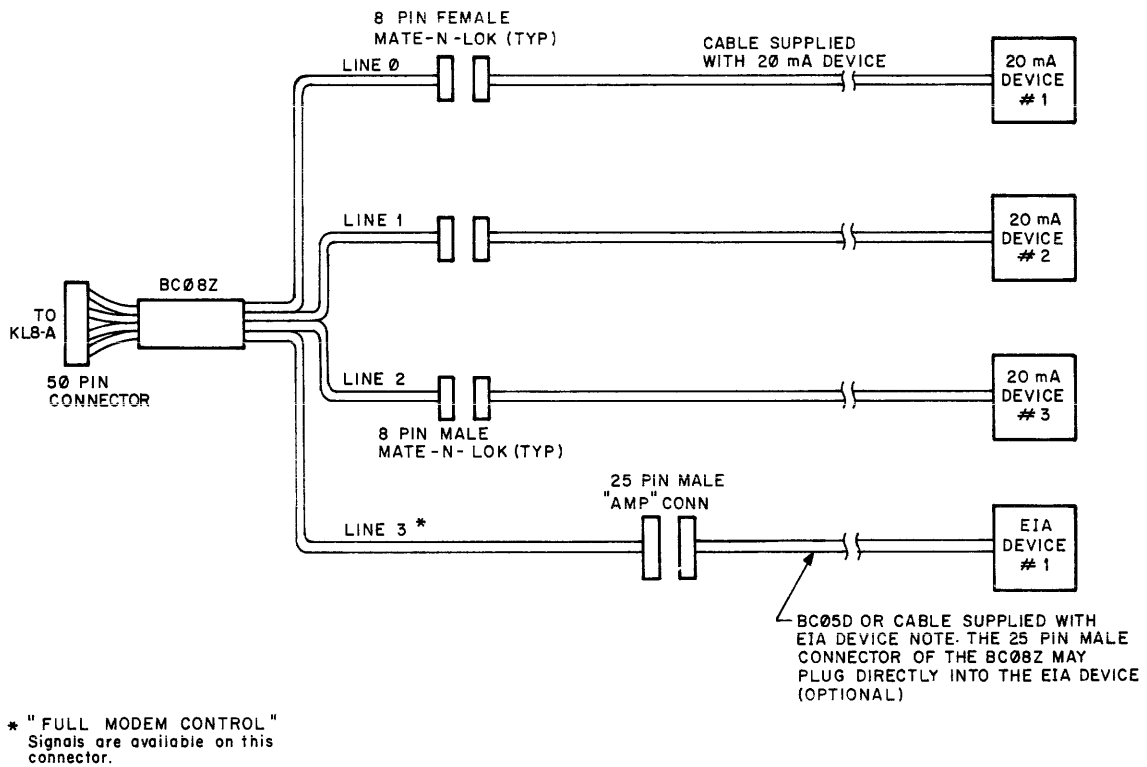 8 PIN FEMALE
MATE-N-LOK (TYP)
LINE 0
CABLE SUPPLIED
WITH 20 mA DEVICE
20 mA
DEVICE
#1
LINE 1
20 mA
DEVICE
#2
BC08Z
TO
KL8-A
50 PIN
CONNECTOR
LINE 2
20 mA
DEVICE
#3
8 PIN MALE
MATE-N-LOK (TYP)
25 PIN MALE
"AMP" CONN
LINE 3 *
EIA
DEVICE
#1
BC05D OR CABLE SUPPLIED WITH
EIA DEVICE NOTE. THE 25 PIN MALE
CONNECTOR OF THE BC08Z MAY
PLUG DIRECTLY INTO THE EIA DEVICE
(OPTIONAL)
* "FULL MODEM CONTROL"
Signals are available on this
connector.